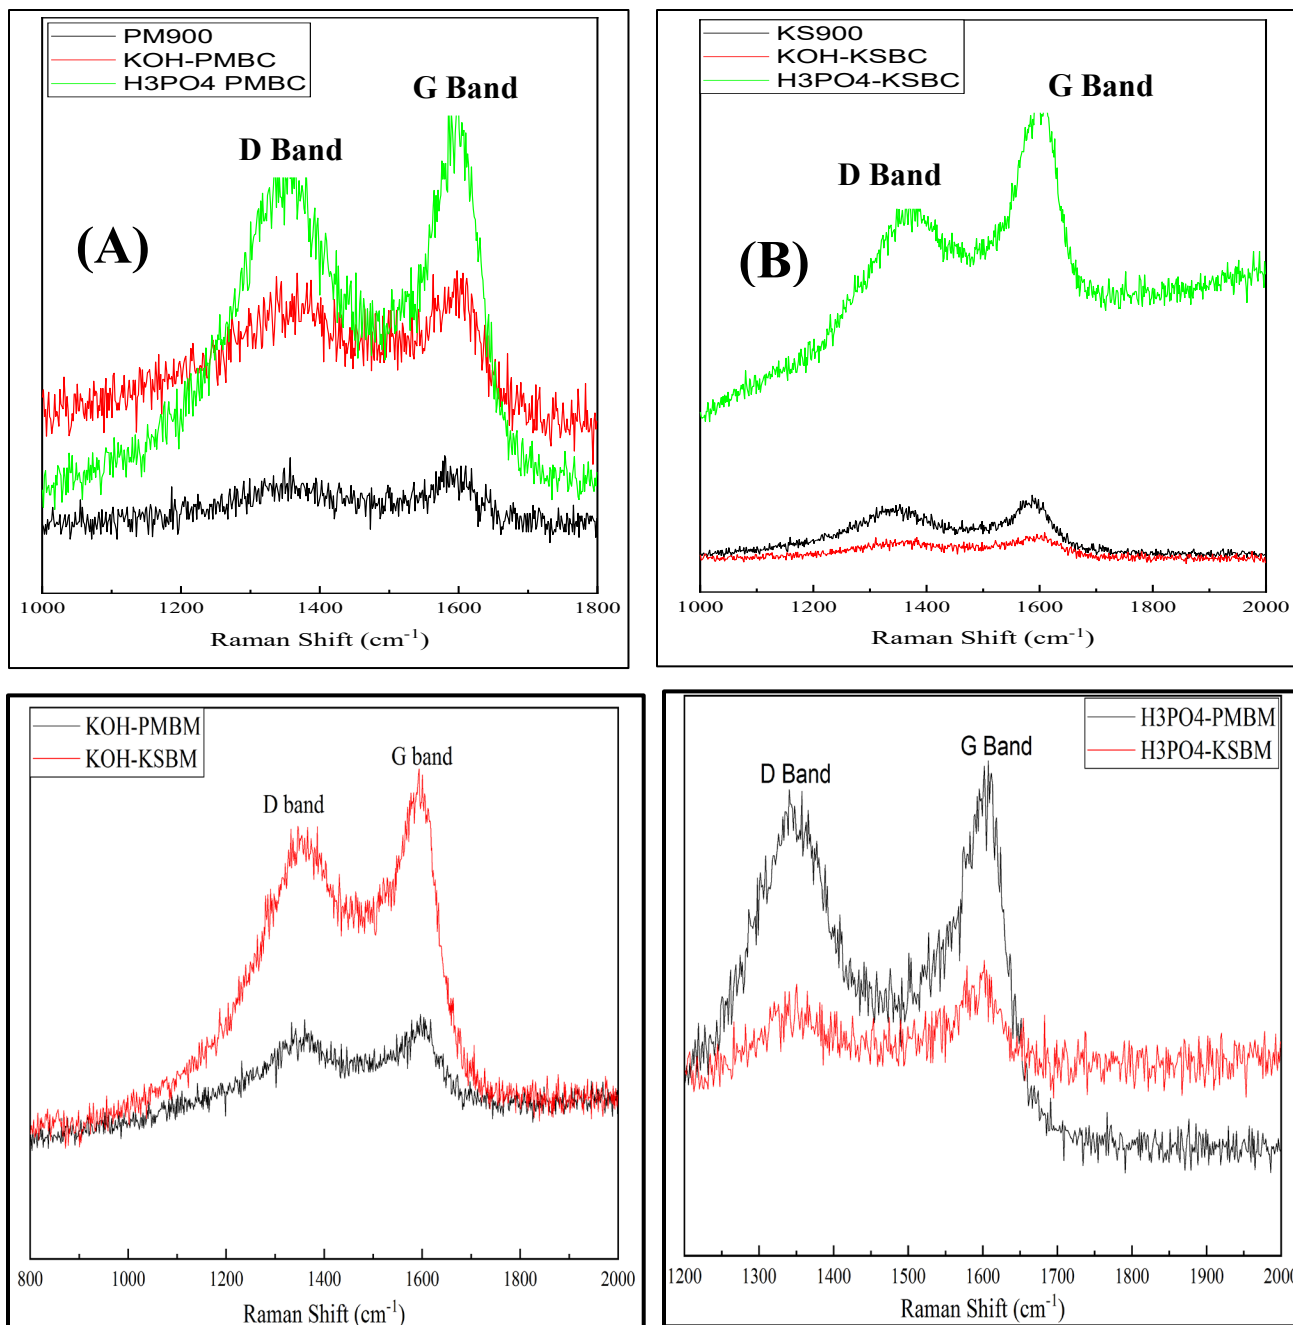 PM900
KOH-PMBC
H3PO4 PMBC
G Band
D Band
(A)
1000 1200 1400 1600 1800
Raman Shift (cm-1)
KS900
KOH-KSBC
H3PO4-KSBC
G Band
D Band
(B)
1000 1200 1400 1600 1800 2000
Raman Shift (cm-1)
KOH-PMBM
KOH-KSBM
G band
D band
800 1000 1200 1400 1600 1800 2000
Raman Shift (cm-1)
H3PO4-PMBM
H3PO4-KSBM
G Band
D Band
1200 1300 1400 1500 1600 1700 1800 1900 2000
Raman Shift (cm-1)